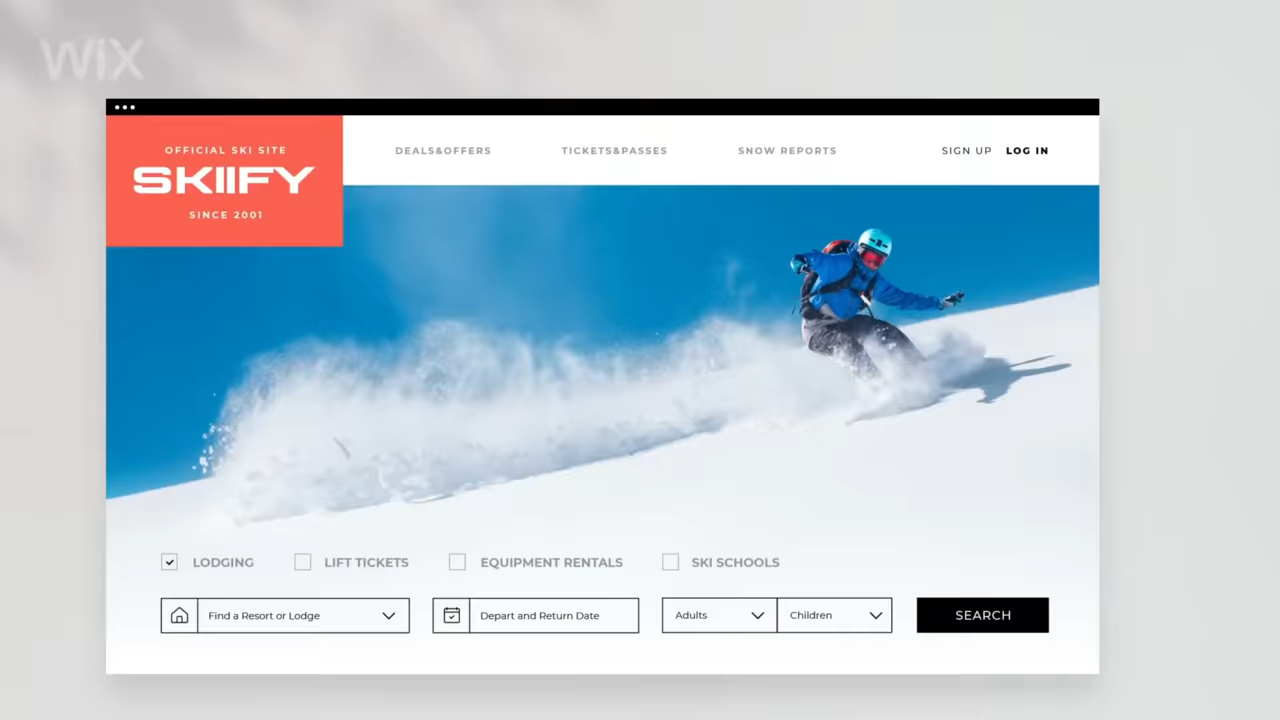 WiX
OFFICIAL SKI SITE
SKIIFY
SINCE 2001
DEALS&OFFERS
TICKETS&PASSES
SNOW REPORTS
SIGN UP
LOG IN
LODGING
LIFT TICKETS
EQUIPMENT RENTALS
SKI SCHOOLS
Find a Resort or Lodge
Depart and Return Date
Adults
Children
SEARCH